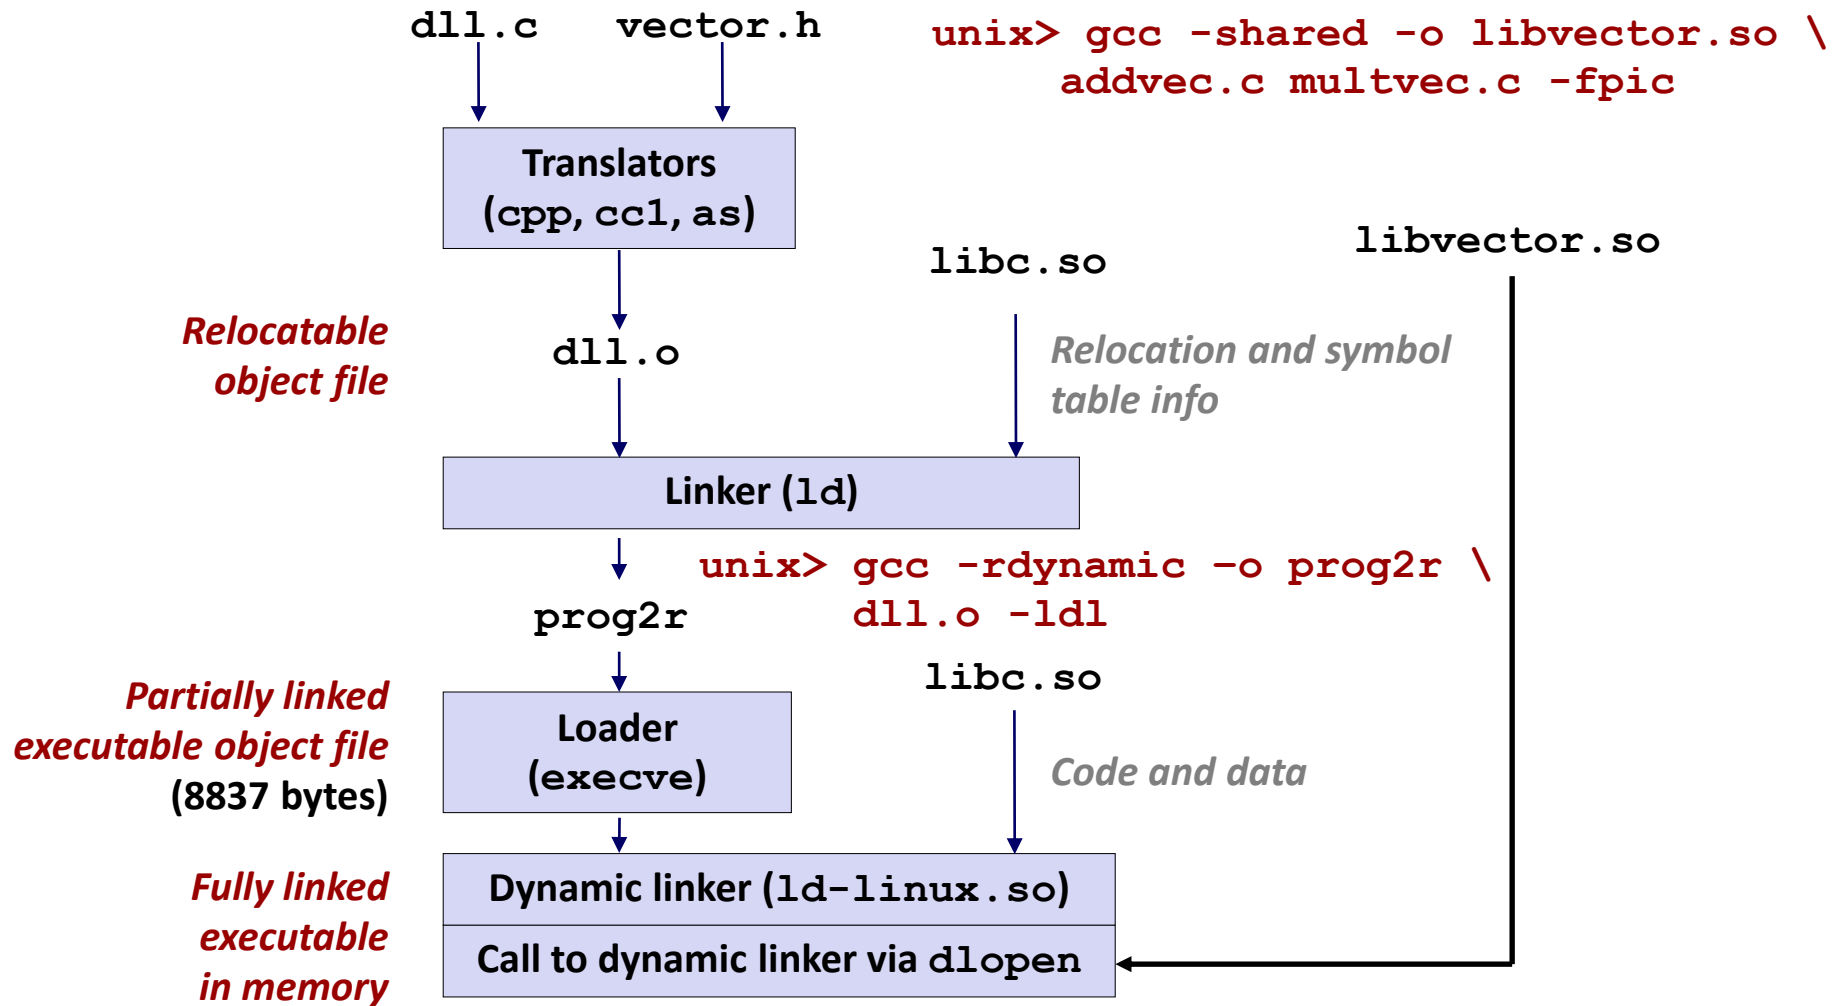 dll.c vector.h
unix> gcc -shared -o libvector.so \
addvec.c multvec.c -fpic
Translators
(cpp, cc1, as)
libc.so
libvector.so
Relocatable
object file
dll.o
Relocation and symbol
table info
Linker (ld)
unix> gcc -rdynamic –o prog2r \
dll.o -ldl
prog2r
libc.so
Partially linked
executable object file
(8837 bytes)
Loader
(execve)
Code and data
Fully linked
executable
in memory
Dynamic linker (ld-linux.so)
Call to dynamic linker via dlopen